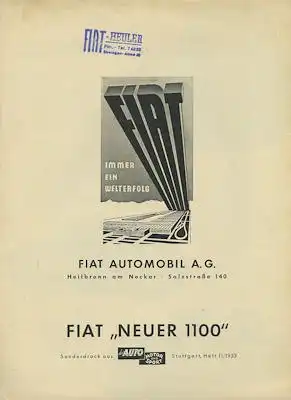 FIAT-HEULER
FIAT
IMMER
EIN
WELTERFOLG
FIAT AUTOMOBIL A.G.
Heilbronn am Neckar · Salzstraße 140
FIAT „NEUER 1100“
Sonderdruck aus AUTO MOTOR SPORT Stuttgart, Heft 11/1953